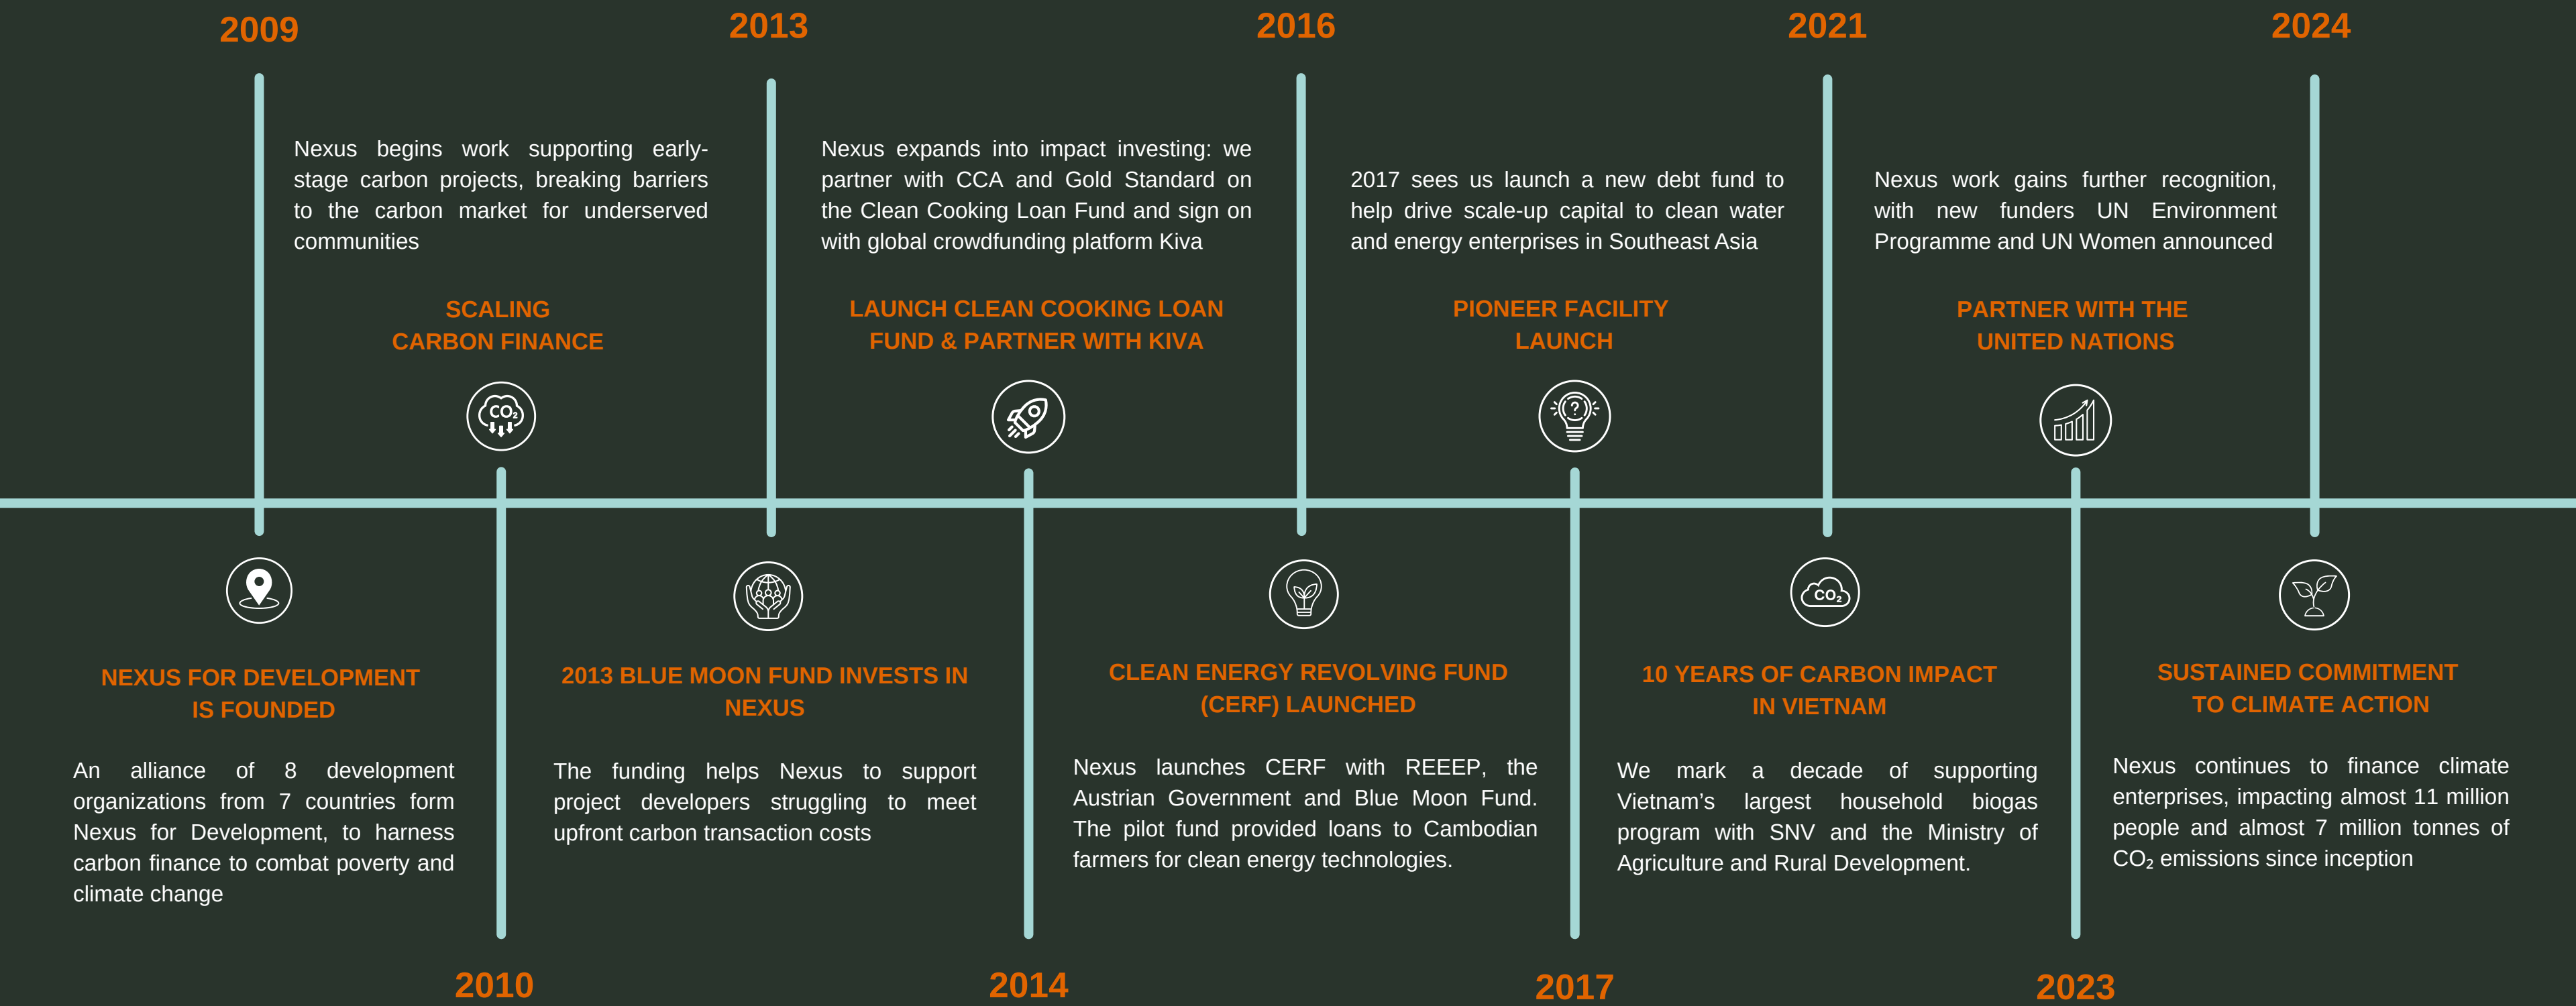 2009
2013
2016
2021
2024
Nexus begins work supporting early-
stage carbon projects, breaking barriers
to the carbon market for underserved
communities
SCALING
CARBON FINANCE
CO₂
Nexus expands into impact investing: we
partner with CCA and Gold Standard on
the Clean Cooking Loan Fund and sign on
with global crowdfunding platform Kiva
LAUNCH CLEAN COOKING LOAN
FUND & PARTNER WITH KIVA
2017 sees us launch a new debt fund to
help drive scale-up capital to clean water
and energy enterprises in Southeast Asia
PIONEER FACILITY
LAUNCH
?
Nexus work gains further recognition,
with new funders UN Environment
Programme and UN Women announced
PARTNER WITH THE
UNITED NATIONS
NEXUS FOR DEVELOPMENT
IS FOUNDED
An alliance of 8 development
organizations from 7 countries form
Nexus for Development, to harness
carbon finance to combat poverty and
climate change
2013 BLUE MOON FUND INVESTS IN
NEXUS
The funding helps Nexus to support
project developers struggling to meet
upfront carbon transaction costs
CLEAN ENERGY REVOLVING FUND
(CERF) LAUNCHED
Nexus launches CERF with REEEP, the
Austrian Government and Blue Moon Fund.
The pilot fund provided loans to Cambodian
farmers for clean energy technologies.
CO₂
10 YEARS OF CARBON IMPACT
IN VIETNAM
We mark a decade of supporting
Vietnam’s largest household biogas
program with SNV and the Ministry of
Agriculture and Rural Development.
SUSTAINED COMMITMENT
TO CLIMATE ACTION
Nexus continues to finance climate
enterprises, impacting almost 11 million
people and almost 7 million tonnes of
CO₂ emissions since inception
2010
2014
2017
2023